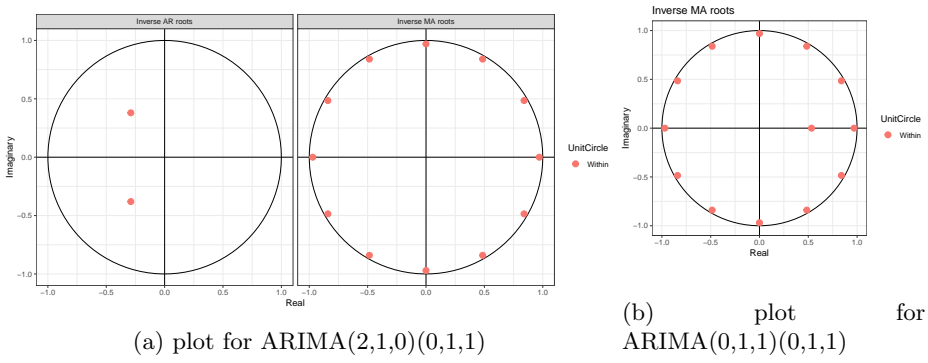 Inverse AR roots
Inverse MA roots
1.0
0.5
0.0
−0.5
−1.0
Imaginary
−1.0
−0.5
0.0
0.5
1.0
−1.0
−0.5
0.0
0.5
1.0
Real
UnitCircle
Within
(a) plot for ARIMA(2,1,0)(0,1,1)
Inverse MA roots
1.0
0.5
0.0
−0.5
−1.0
Imaginary
−1.0
−0.5
0.0
0.5
1.0
Real
UnitCircle
Within
(b) plot for
ARIMA(0,1,1)(0,1,1)